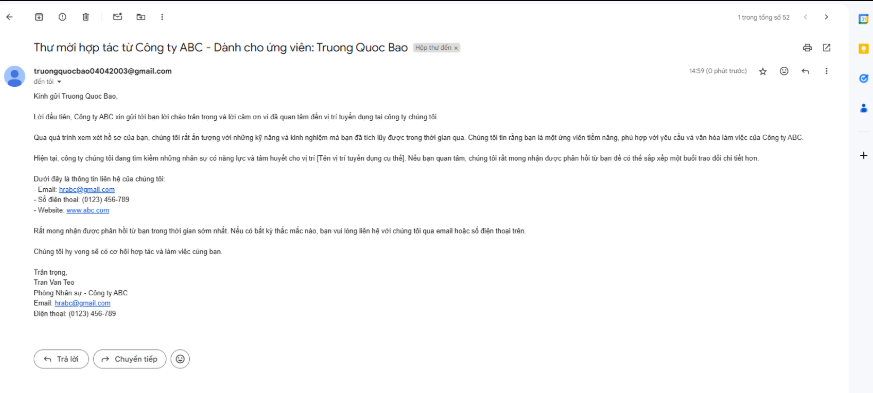 1 trong tổng số 52
Thư mới hợp tác từ Công ty ABC - Dành cho ứng viên: Truong Quoc Bao Hộp thư đến x
truongquocbao04042003@gmail.com
14:59 (0 phút trước)
đến tôi
Kính gửi Truong Quoc Bao,
Lời đầu tiên, Công ty ABC xin gửi tới bạn lời chào trân trọng và lời cảm ơn vì đã quan tâm đến vị trí tuyển dụng tại công ty chúng tôi
Qua quá trình xem xét hồ sơ của bạn, chúng tôi rất ấn tượng với những kỹ năng và kinh nghiệm mà bạn đã tích lũy được trong thời gian qua. Chúng tôi tin rằng bạn là một ứng viên tiềm năng, phù hợp với yêu cầu và văn hóa làm việc của Công ty ABC.
Hiện tại, công ty chúng tôi đang tìm kiếm những nhân sự có năng lực và tâm huyết cho vị trí [Tên vị trí tuyển dụng cụ thể]. Nếu bạn quan tâm, chúng tôi rất mong nhận được phản hồi từ bạn để có thể sắp xếp một buổi trao đổi chi tiết hơn.
Dưới đây là thông tin liên hệ của chúng tôi:
- Email: hrabc@gmail.com
- Số điện thoại: (0123) 456-789
- Website: www.abc.com
Rất mong nhận được phản hồi từ bạn trong thời gian sớm nhất. Nếu có bất kỳ thắc mắc nào, bạn vui lòng liên hệ với chúng tôi qua email hoặc số điện thoại trên.
Chúng tôi hy vọng sẽ có cơ hội hợp tác và làm việc cùng bạn.
Trân trọng,
Tran Van Teo
Phòng Nhân sự - Công ty ABC
Email: hrabc@gmail.com
Điện thoại: (0123) 456-789
Trả lời
Chuyển tiếp